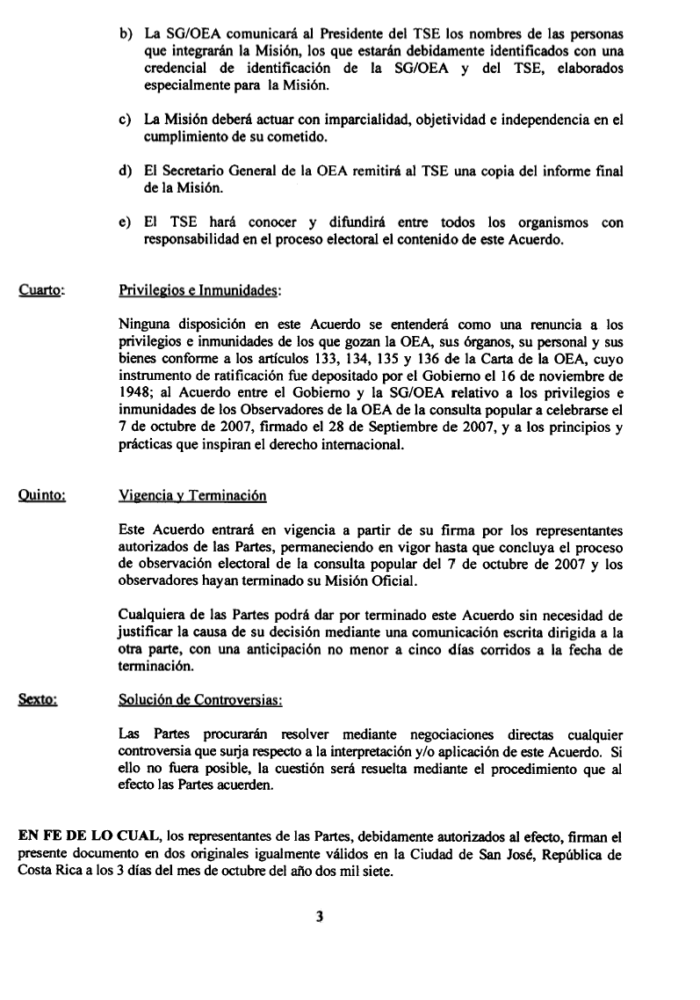 b) La SG/OEA comunicará al Presidente del TSE los nombres de las personas
que integrarán la Misión, los que estarán debidamente identificados con una
credencial de identificación de la SG/OEA y del TSE, elaborados
especialmente para la Misión.
c) La Misión deberá actuar con imparcialidad, objetividad e independencia en el
cumplimiento de su cometido.
d) El Secretario General de la OEA remitirá al TSE una copia del informe final
de la Misión.
e) El TSE hará conocer y difundirá entre todos los organismos con
responsabilidad en el proceso electoral el contenido de este Acuerdo.
Cuarto: Privilegios e Inmunidades:
Ninguna disposición en este Acuerdo se entenderá como una renuncia a los
privilegios e inmunidades de los que gozan la OEA, sus órganos, su personal y sus
bienes conforme a los artículos 133, 134, 135 y 136 de la Carta de la OEA, cuyo
instrumento de ratificación fue depositado por el Gobierno el 16 de noviembre de
1948; al Acuerdo entre el Gobierno y la SG/OEA relativo a los privilegios e
inmunidades de los Observadores de la OEA de la consulta popular a celebrarse el
7 de octubre de 2007, firmado el 28 de Septiembre de 2007, y a los principios y
prácticas que inspiran el derecho internacional.
Quinto: Vigencia y Terminación
Este Acuerdo entrará en vigencia a partir de su firma por los representantes
autorizados de las Partes, permaneciendo en vigor hasta que concluya el proceso
de observación electoral de la consulta popular del 7 de octubre de 2007 y los
observadores hayan terminado su Misión Oficial.
Cualquiera de las Partes podrá dar por terminado este Acuerdo sin necesidad de
justificar la causa de su decisión mediante una comunicación escrita dirigida a la
otra parte, con una anticipación no menor a cinco días corridos a la fecha de
terminación.
Sexto: Solución de Controversias:
Las Partes procurarán resolver mediante negociaciones directas cualquier
controversia que surja respecto a la interpretación y/o aplicación de este Acuerdo. Si
ello no fuera posible, la cuestión será resuelta mediante el procedimiento que al
efecto las Partes acuerden.
EN FE DE LO CUAL, los representantes de las Partes, debidamente autorizados al efecto, firman el
presente documento en dos originales igualmente válidos en la Ciudad de San José, República de
Costa Rica a los 3 días del mes de octubre del año dos mil siete.
3